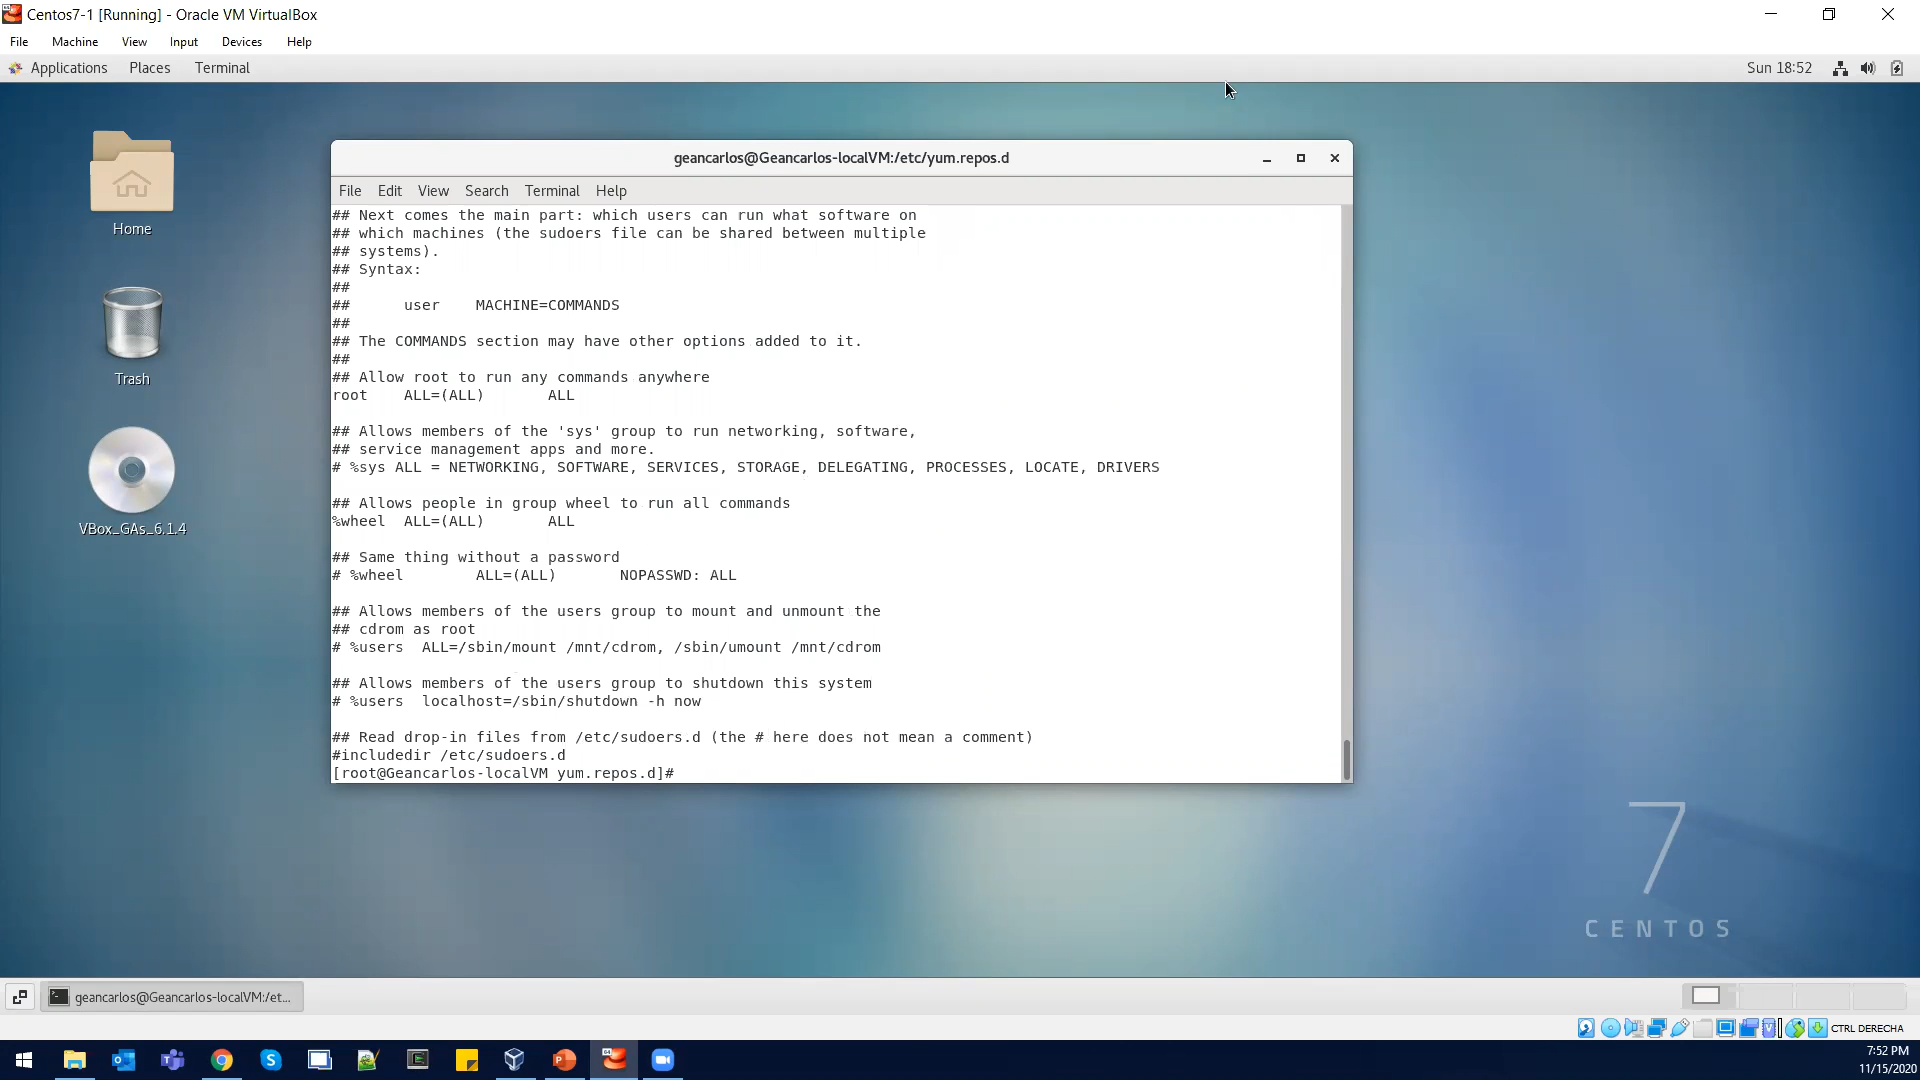 Centos7-1 [Running] - Oracle VM VirtualBox
File Machine View Input Devices Help
Applications Places Terminal
Sun 18:52
Home
Trash
VBox_GAs_6.1.4
geancarlos@Geancarlos-localVM:/etc/yum.repos.d
File Edit View Search Terminal Help
## Next comes the main part: which users can run what software on
## which machines (the sudoers file can be shared between multiple
## systems).
## Syntax:
##
##      user    MACHINE=COMMANDS
##
## The COMMANDS section may have other options added to it.
##
## Allow root to run any commands anywhere
root    ALL=(ALL)       ALL
## Allows members of the 'sys' group to run networking, software,
## service management apps and more.
# %sys ALL = NETWORKING, SOFTWARE, SERVICES, STORAGE, DELEGATING, PROCESSES, LOCATE, DRIVERS
## Allows people in group wheel to run all commands
%wheel  ALL=(ALL)       ALL
## Same thing without a password
# %wheel        ALL=(ALL)       NOPASSWD: ALL
## Allows members of the users group to mount and unmount the
## cdrom as root
# %users  ALL=/sbin/mount /mnt/cdrom, /sbin/umount /mnt/cdrom
## Allows members of the users group to shutdown this system
# %users  localhost=/sbin/shutdown -h now
## Read drop-in files from /etc/sudoers.d (the # here does not mean a comment)
#includedir /etc/sudoers.d
[root@Geancarlos-localVM yum.repos.d]#
7
CENTOS
geancarlos@Geancarlos-localVM:/et...
CTRL DERECHA
7:52 PM
11/15/2020